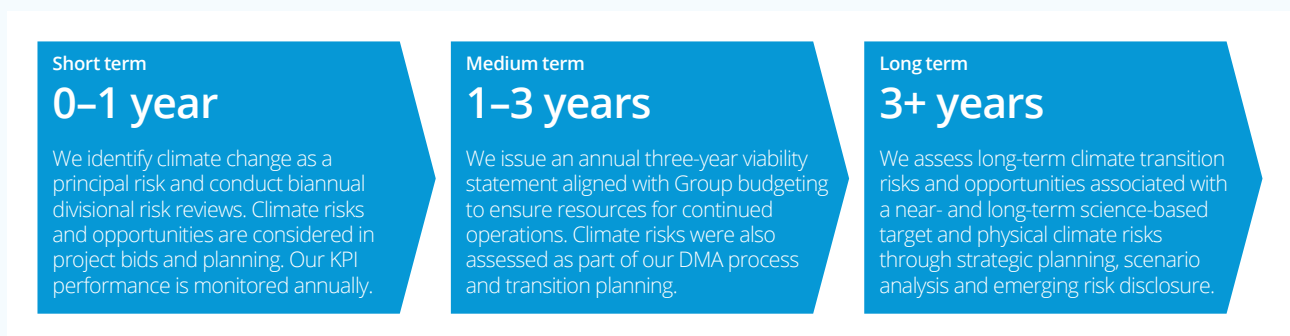 Short term
0–1 year
We identify climate change as a
principal risk and conduct biannual
divisional risk reviews. Climate risks
and opportunities are considered in
project bids and planning. Our KPI
performance is monitored annually.
Medium term
1–3 years
We issue an annual three-year viability
statement aligned with Group budgeting
to ensure resources for continued
operations. Climate risks were also
assessed as part of our DMA process
and transition planning.
Long term
3+ years
We assess long-term climate transition
risks and opportunities associated with
a near- and long-term science-based
target and physical climate risks
through strategic planning, scenario
analysis and emerging risk disclosure.